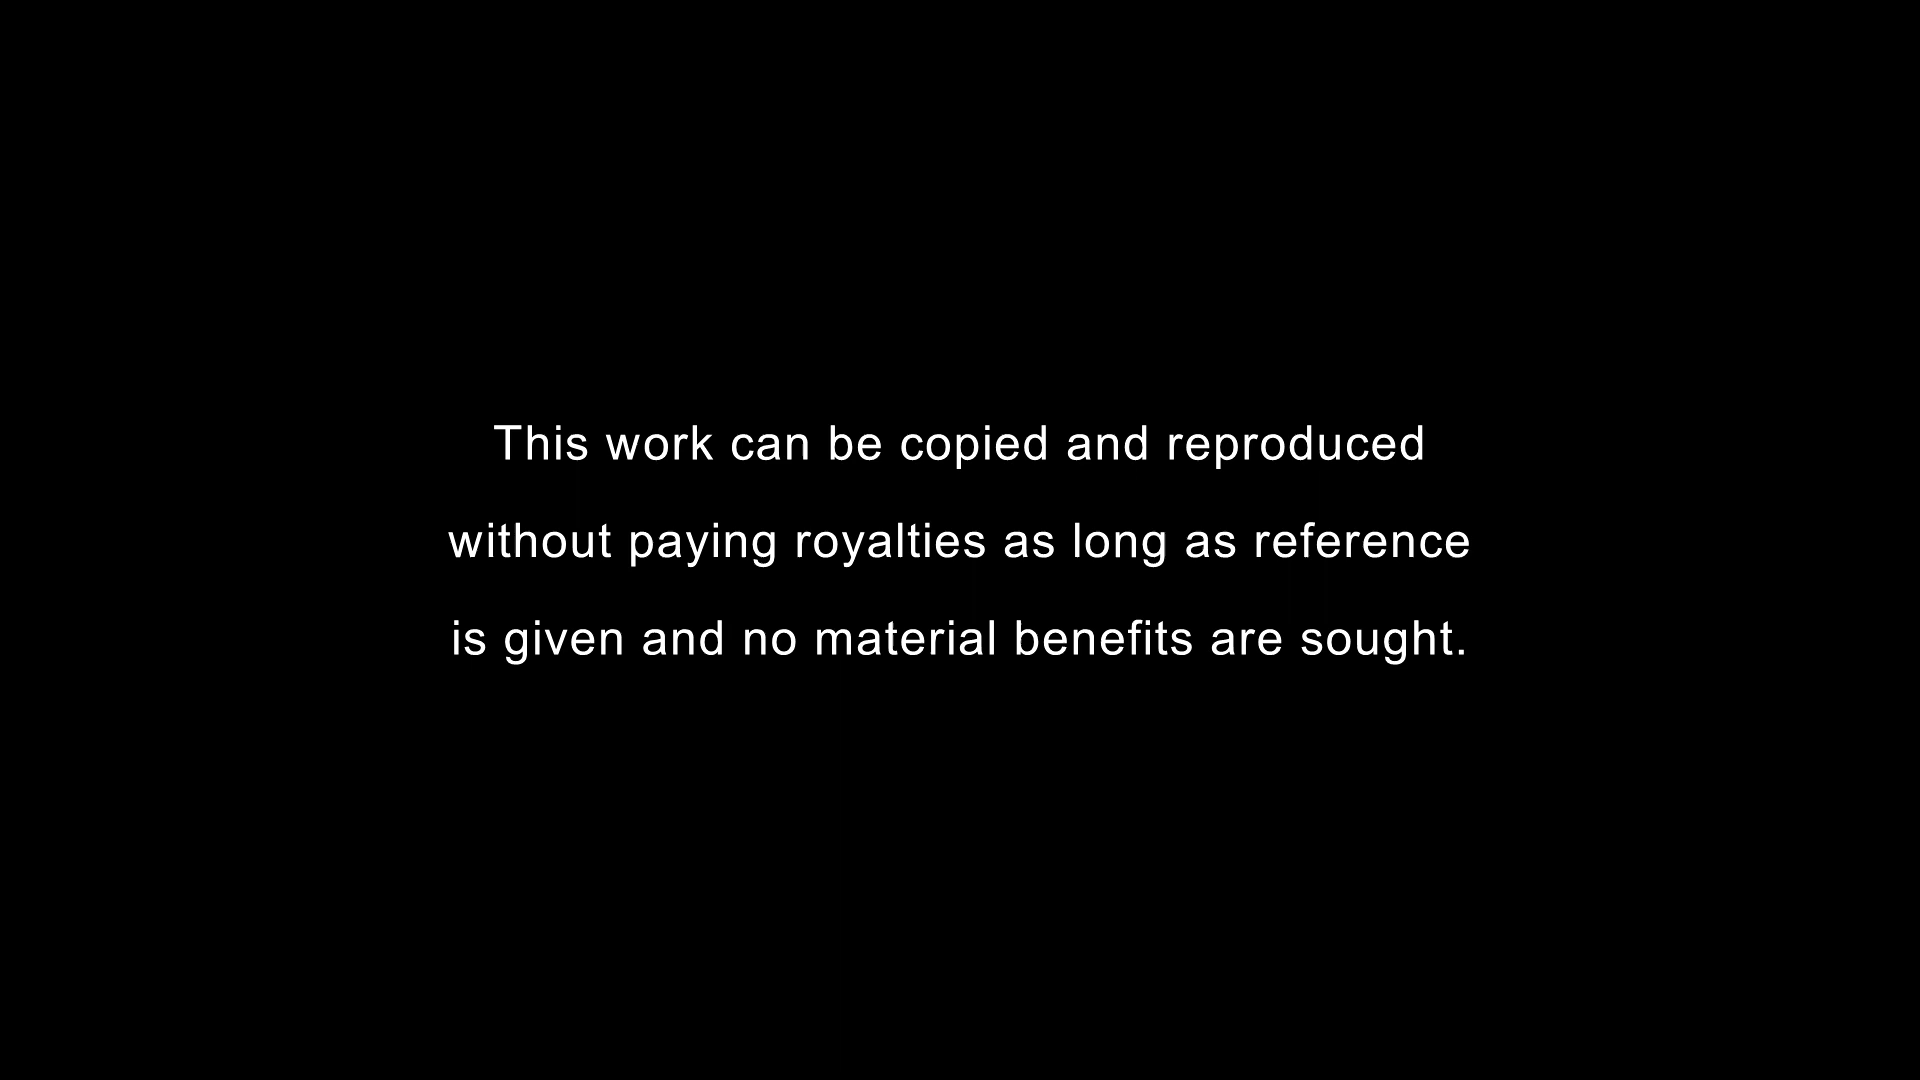 This work can be copied and reproduced
without paying royalties as long as reference
is given and no material benefits are sought.